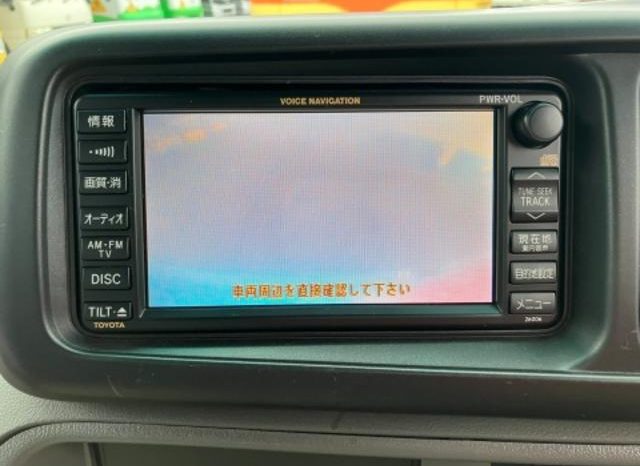 VOICE NAVIGATION
PWR·VOL
情報
画質·消
オーディオ
AM·FM
TV
DISC
TILT·⏏
TOYOTA
TUNE·SEEK
TRACK
現在地
目的地設定
メニュー
車両周辺を直接確認して下さい